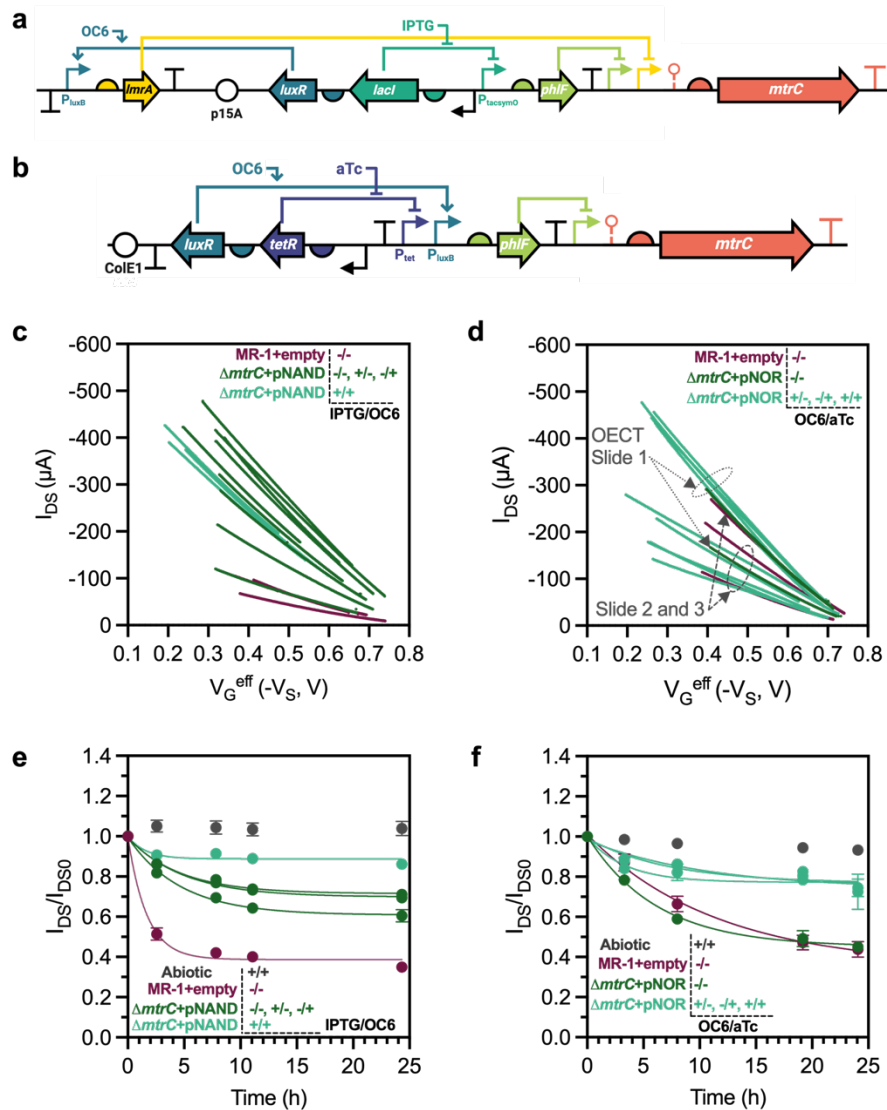 a
OC6
IPTG
PluxB
lmrA
p15A
luxR
lacI
PtacsymO
phlF
mtrC
b
OC6
aTc
ColE1
luxR
tetR
Ptet
PluxB
phlF
mtrC
c
-600
-500
-400
-300
-200
-100
0
IDS (µA)
MR-1+empty -/-
ΔmtrC+pNAND -/-, +/-, -/+
ΔmtrC+pNAND +/+
IPTG/OC6
0.1 0.2 0.3 0.4 0.5 0.6 0.7 0.8
VGeff (-VS, V)
d
-600
-500
-400
-300
-200
-100
0
IDS (µA)
MR-1+empty -/-
ΔmtrC+pNOR -/-
ΔmtrC+pNOR +/-, -/+, +/+
OC6/aTc
OECT
Slide 1
Slide 2 and 3
0.1 0.2 0.3 0.4 0.5 0.6 0.7 0.8
VGeff (-VS, V)
e
1.4
1.2
1.0
0.8
0.6
0.4
0.2
0.0
IDS/IDS0
Abiotic +/+
MR-1+empty -/-
ΔmtrC+pNAND -/-, +/-, -/+
ΔmtrC+pNAND +/+
IPTG/OC6
0 5 10 15 20 25
Time (h)
f
1.4
1.2
1.0
0.8
0.6
0.4
0.2
0.0
IDS/IDS0
Abiotic +/+
MR-1+empty -/-
ΔmtrC+pNOR -/-
ΔmtrC+pNOR +/-, -/+, +/+
OC6/aTc
0 5 10 15 20 25
Time (h)